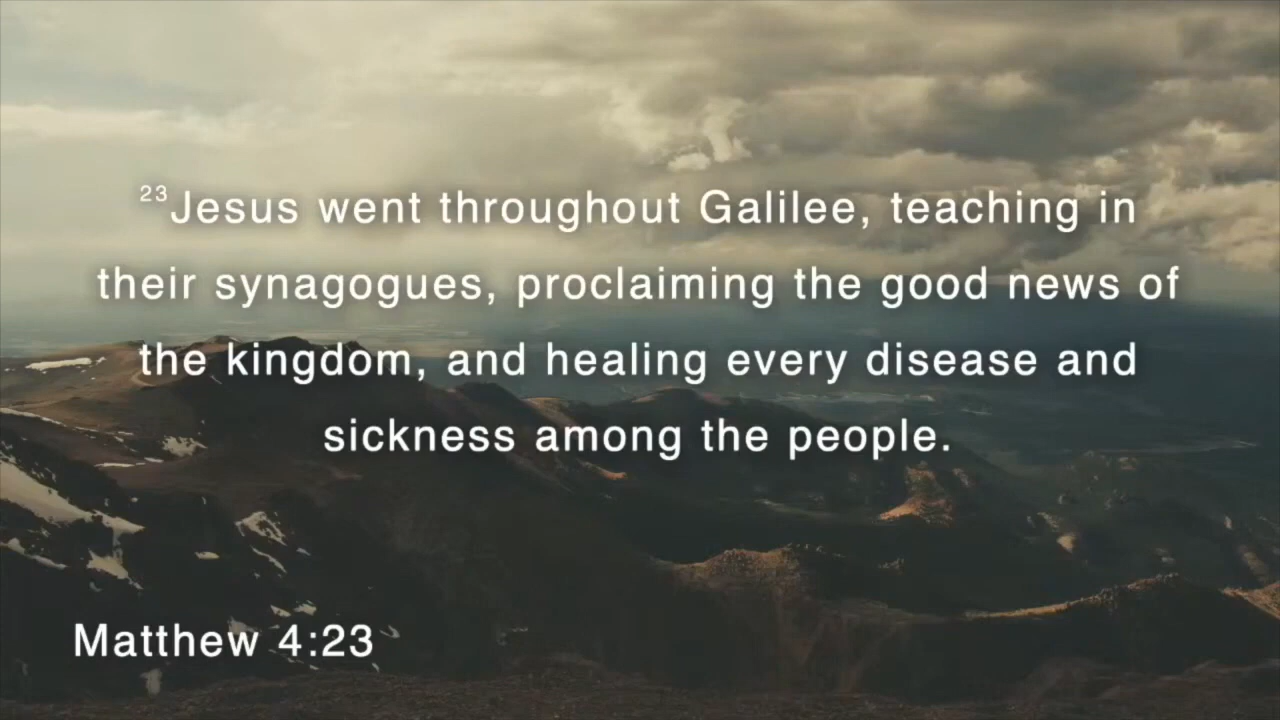 23Jesus went throughout Galilee, teaching in
their synagogues, proclaiming the good news of
the kingdom, and healing every disease and
sickness among the people.
Matthew 4:23